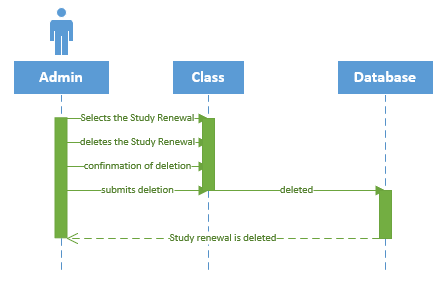 Admin
Class
Database
Selects the Study Renewal
deletes the Study Renewal
confinmation of deletion
submits deletion
deleted
Study renewal is deleted